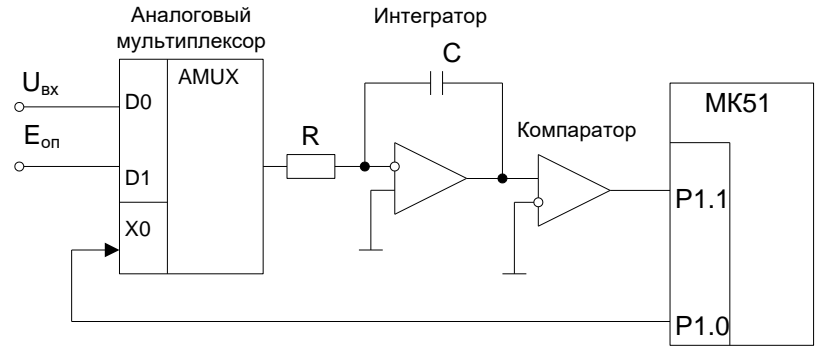 Аналоговый
мультиплексор
Интегратор
Uвх
AMUX
D0
C
МК51
Eоп
R
Компаратор
D1
P1.1
X0
P1.0